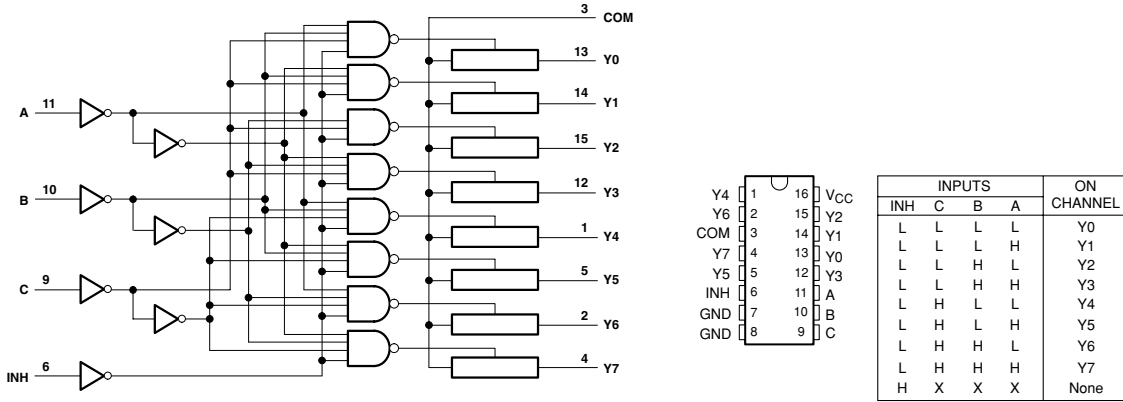 3 COM
13 Y0
14 Y1
A 11
15 Y2
B 10
12 Y3
1 Y4
C 9
5 Y5
2 Y6
INH 6
4 Y7
Y4 1 16 VCC
Y6 2 15 Y2
COM 3 14 Y1
Y7 4 13 Y0
Y5 5 12 Y3
INH 6 11 A
GND 7 10 B
GND 8 9 C
INPUTS ON
INH C B A CHANNEL
L L L L Y0
L L L H Y1
L L H L Y2
L L H H Y3
L H L L Y4
L H L H Y5
L H H L Y6
L H H H Y7
H X X X None